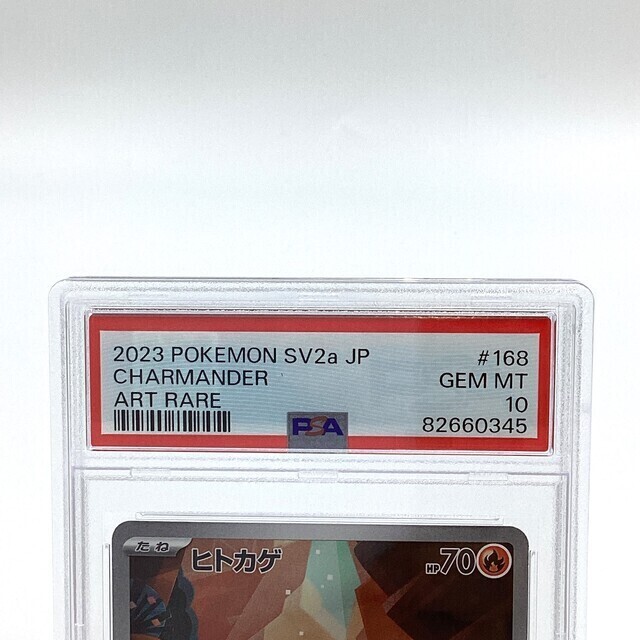 2023 POKEMON SV2a JP #168
CHARMANDER GEM MT
ART RARE 10
PSA 82660345
たね ヒトカゲ HP70